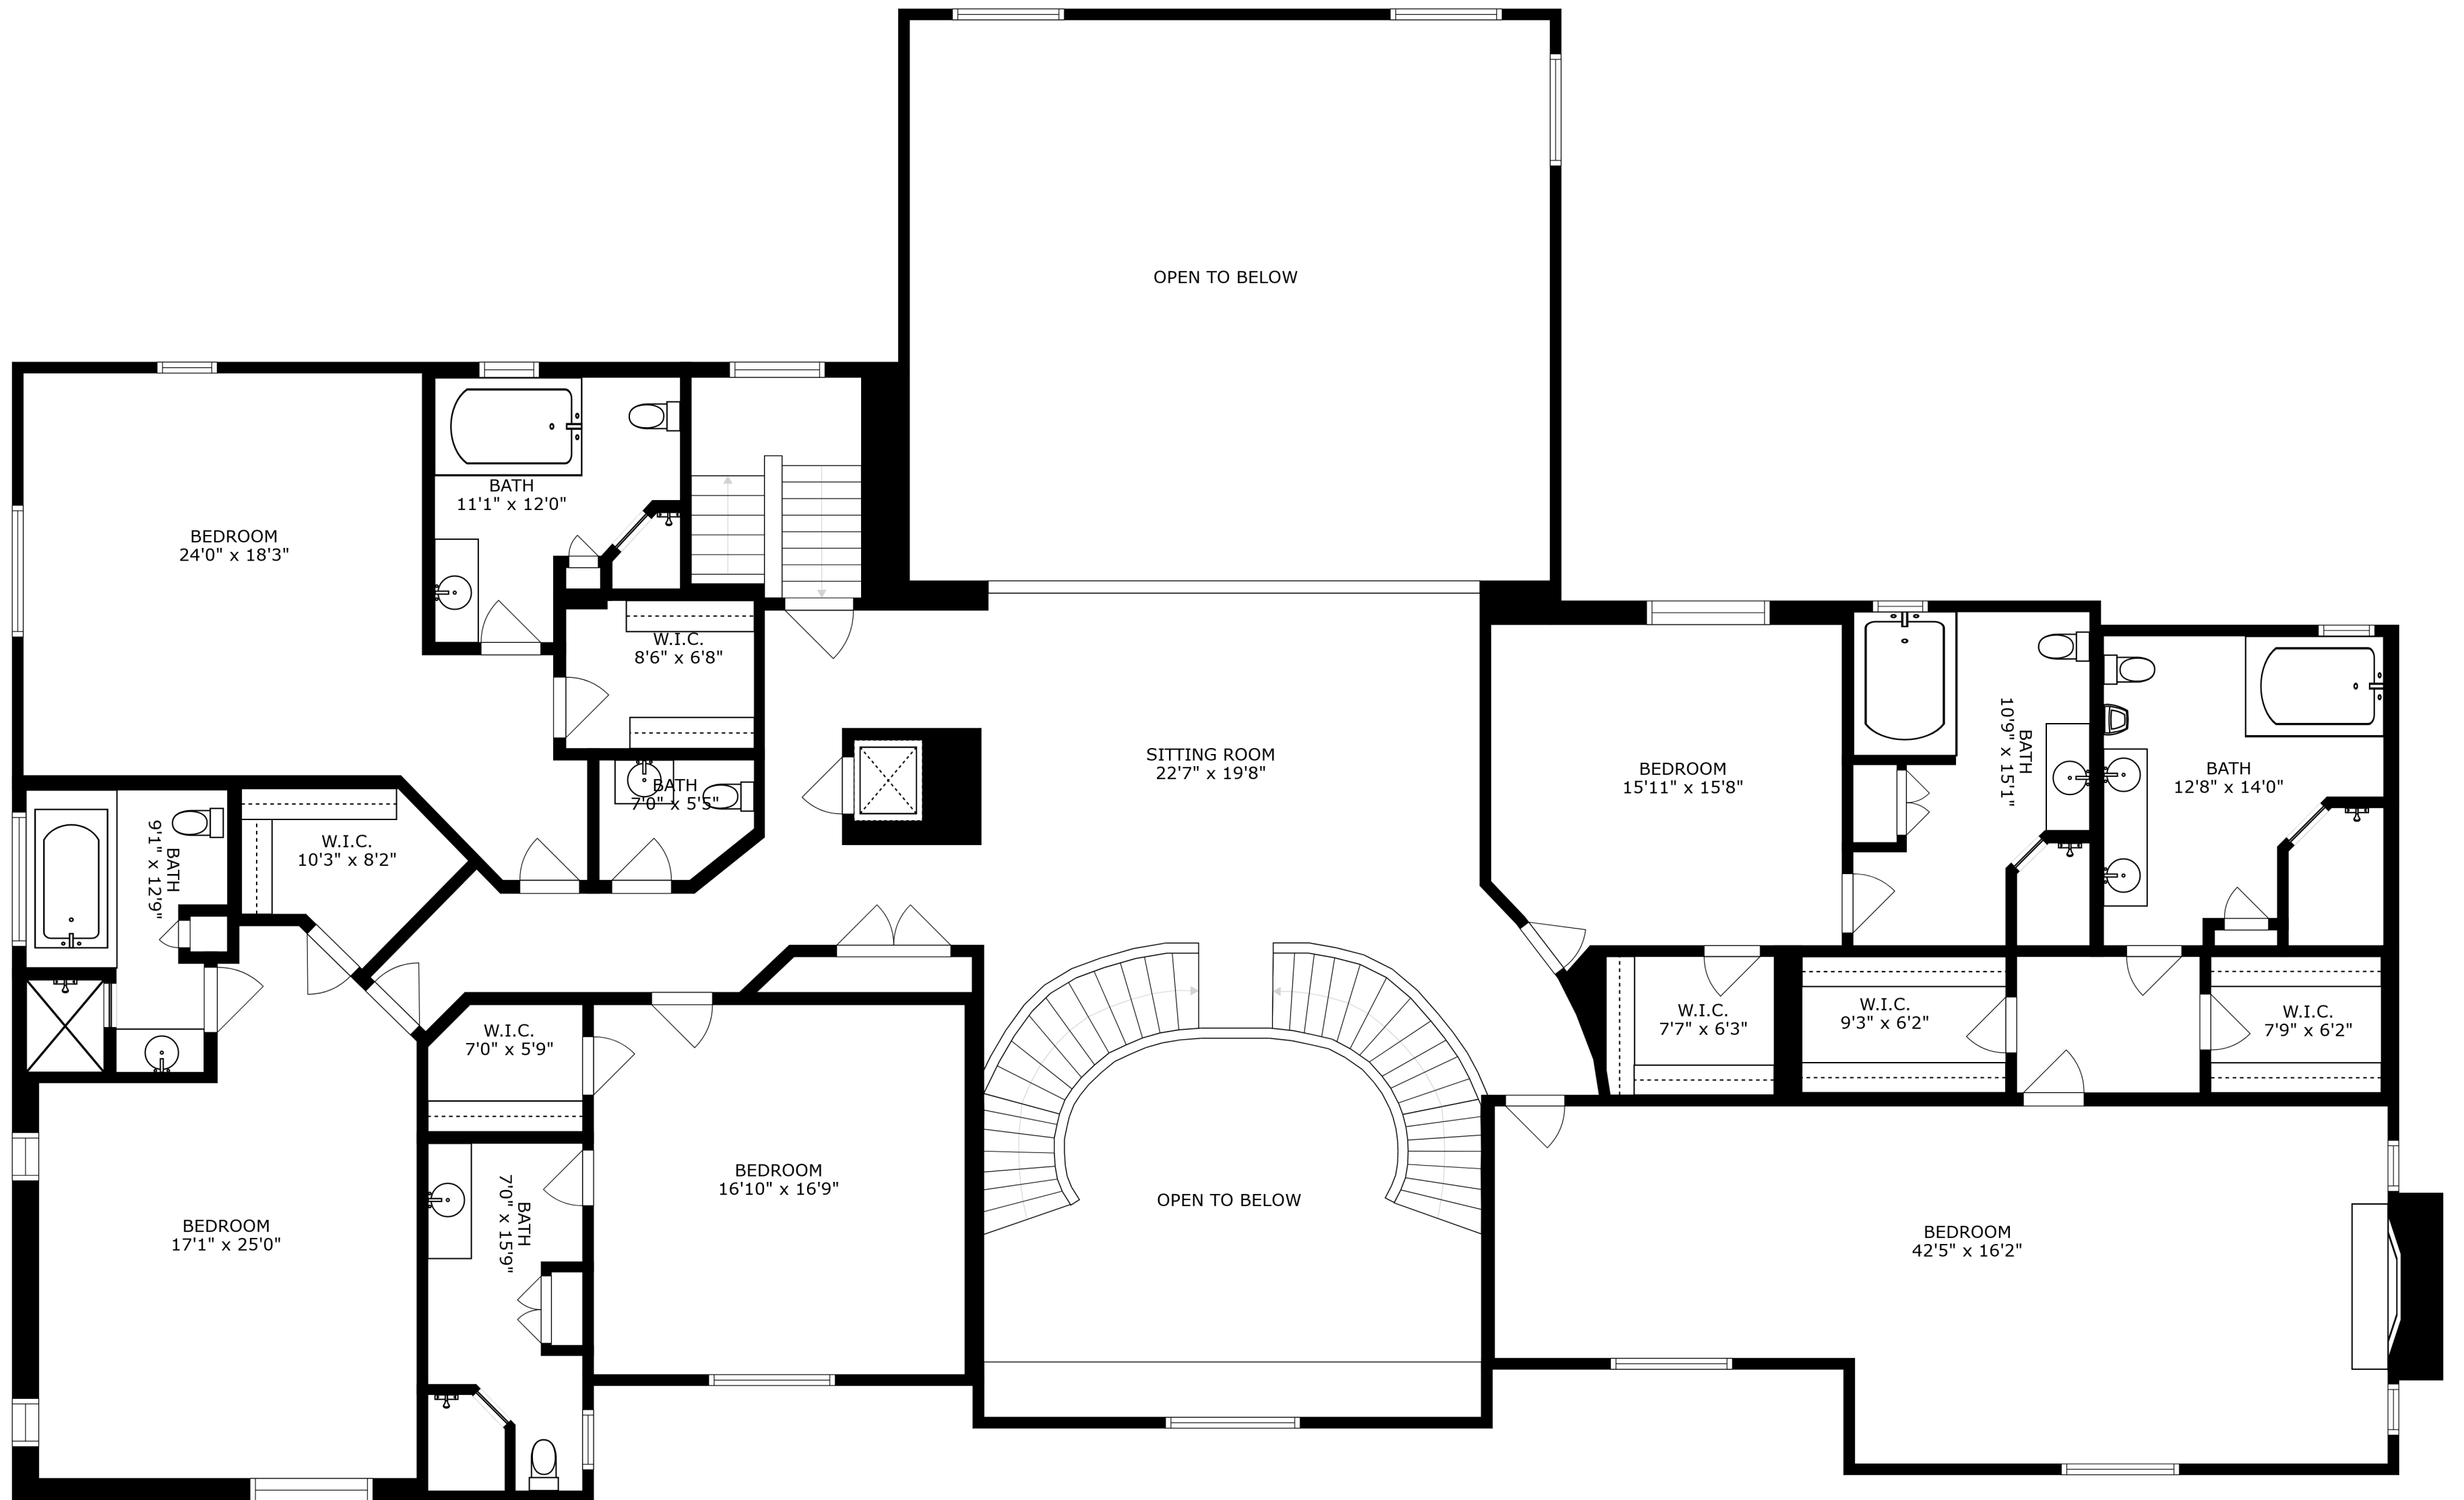 OPEN TO BELOW
BATH
11'1" x 12'0"
BEDROOM
24'0" x 18'3"
W.I.C.
8'6" x 6'8"
SITTING ROOM
22'7" x 19'8"
BEDROOM
15'11" x 15'8"
BATH
10'9" x 15'1"
BATH
12'8" x 14'0"
BATH
7'0" x 5'5"
W.I.C.
10'3" x 8'2"
BATH
9'1" x 12'9"
W.I.C.
7'0" x 5'9"
W.I.C.
7'7" x 6'3"
W.I.C.
9'3" x 6'2"
W.I.C.
7'9" x 6'2"
BEDROOM
16'10" x 16'9"
OPEN TO BELOW
BATH
7'0" x 15'9"
BEDROOM
17'1" x 25'0"
BEDROOM
42'5" x 16'2"